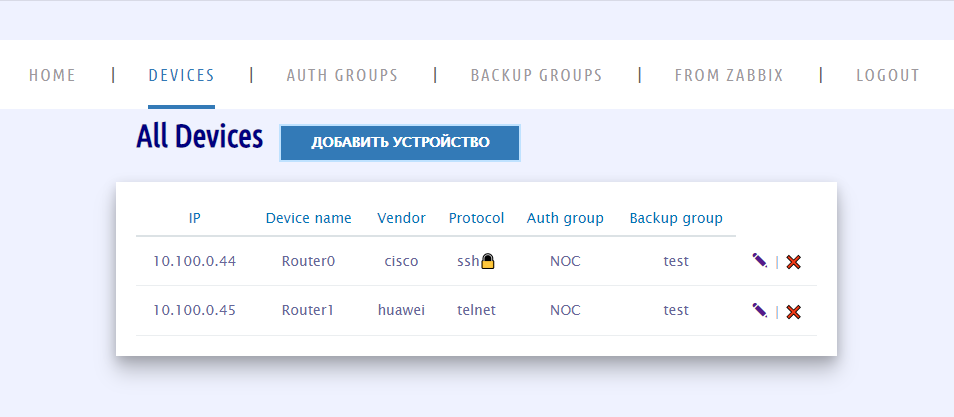 HOME | DEVICES | AUTH GROUPS | BACKUP GROUPS | FROM ZABBIX | LOGOUT
All Devices ДОБАВИТЬ УСТРОЙСТВО
IP Device name Vendor Protocol Auth group Backup group
10.100.0.44 Router0 cisco ssh NOC test |
10.100.0.45 Router1 huawei telnet NOC test |